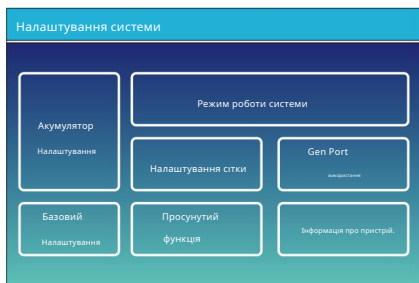 Налаштування системи
Режим роботи системи
Акумулятор
Налаштування
Налаштування сітки
Gen Port
використання
Базовий
Налаштування
Просунутий
функція
Інформація про пристрій.